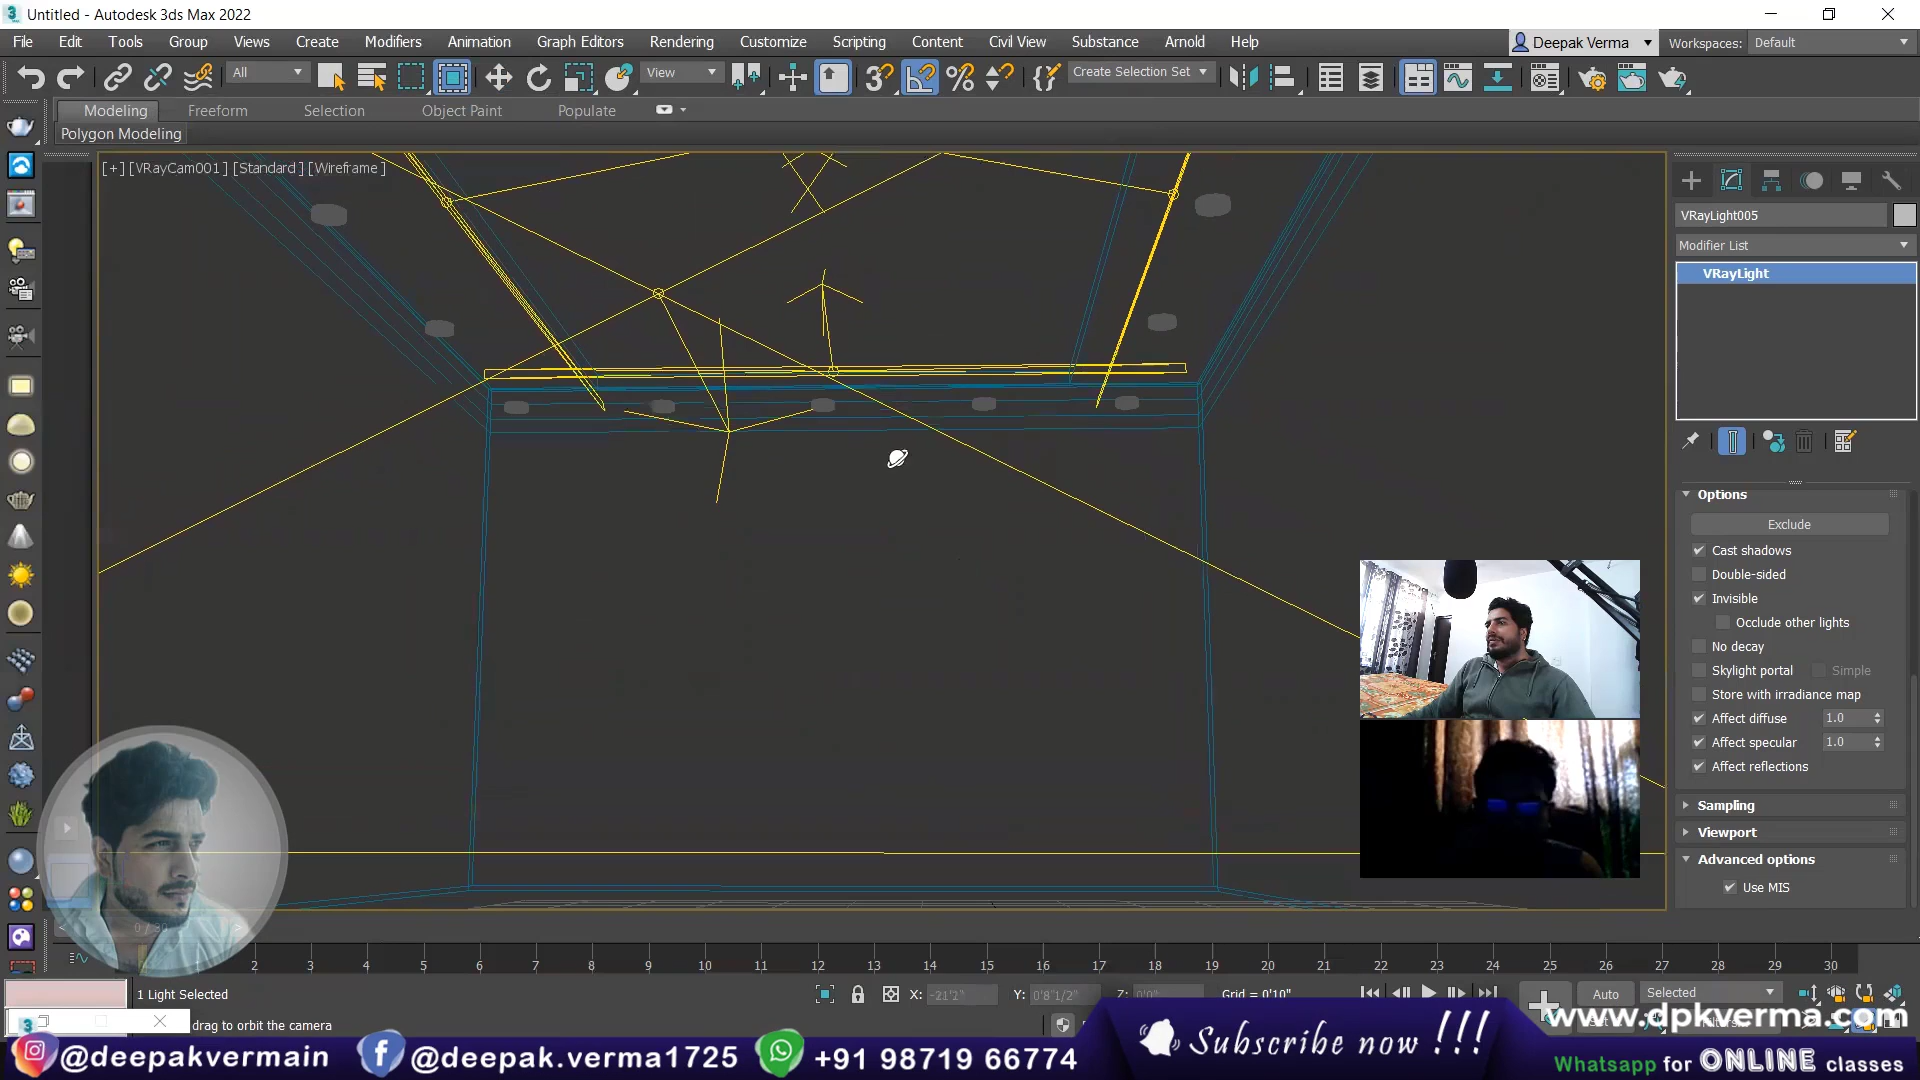 Untitled - Autodesk 3ds Max 2022
File Edit Tools Group Views Create Modifiers Animation Graph Editors Rendering Customize Scripting Content Civil View Substance Arnold Help
Deepak Verma
Workspaces: Default
All
View
Create Selection Set
Modeling Freeform Selection Object Paint Populate
Polygon Modeling
[+] [VRayCam001] [Standard] [Wireframe]
VRayLight005
Modifier List
VRayLight
Options
Exclude
Cast shadows
Double-sided
Invisible
Occlude other lights
No decay
Skylight portal Simple
Store with irradiance map
Affect diffuse 1.0
Affect specular 1.0
Affect reflections
Sampling
Viewport
Advanced options
Use MIS
2 3 4 5 6 7 8 9 10 11 12 13 14 15 16 17 18 19 20 21 22 23 24 25 26 27 28 29 30
1 Light Selected
X: -21'2" Y: 0'8"1/2" Z: 0'0" Grid = 0'10"
Auto Selected
drag to orbit the camera
www.dpkverma.com
@deepakvermain @deepak.verma1725 +91 98719 66774
Subscribe now !!!
Whatsapp for ONLINE classes